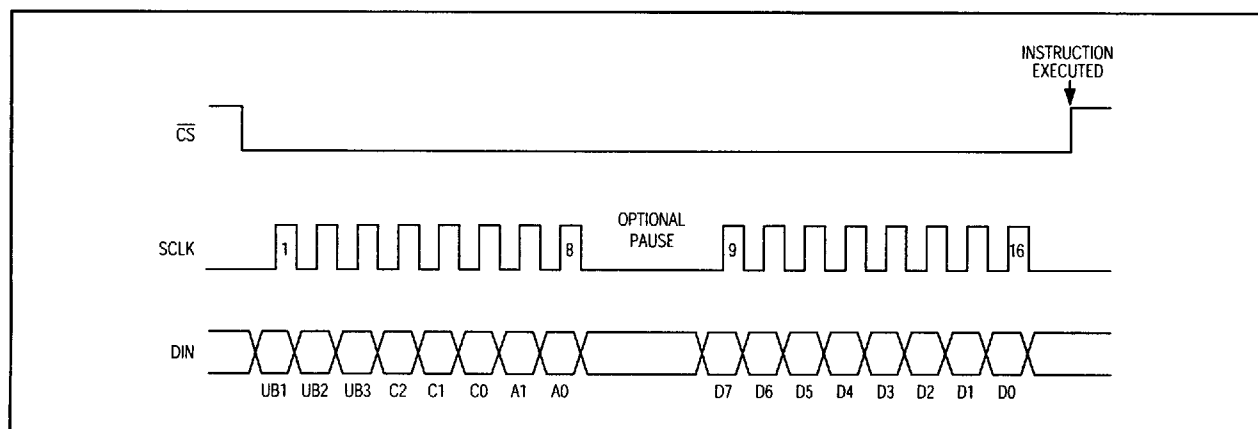 INSTRUCTION
EXECUTED
CS
SCLK
1
8
OPTIONAL
PAUSE
9
16
DIN
UB1 UB2 UB3 C2 C1 C0 A1 A0 D7 D6 D5 D4 D3 D2 D1 D0